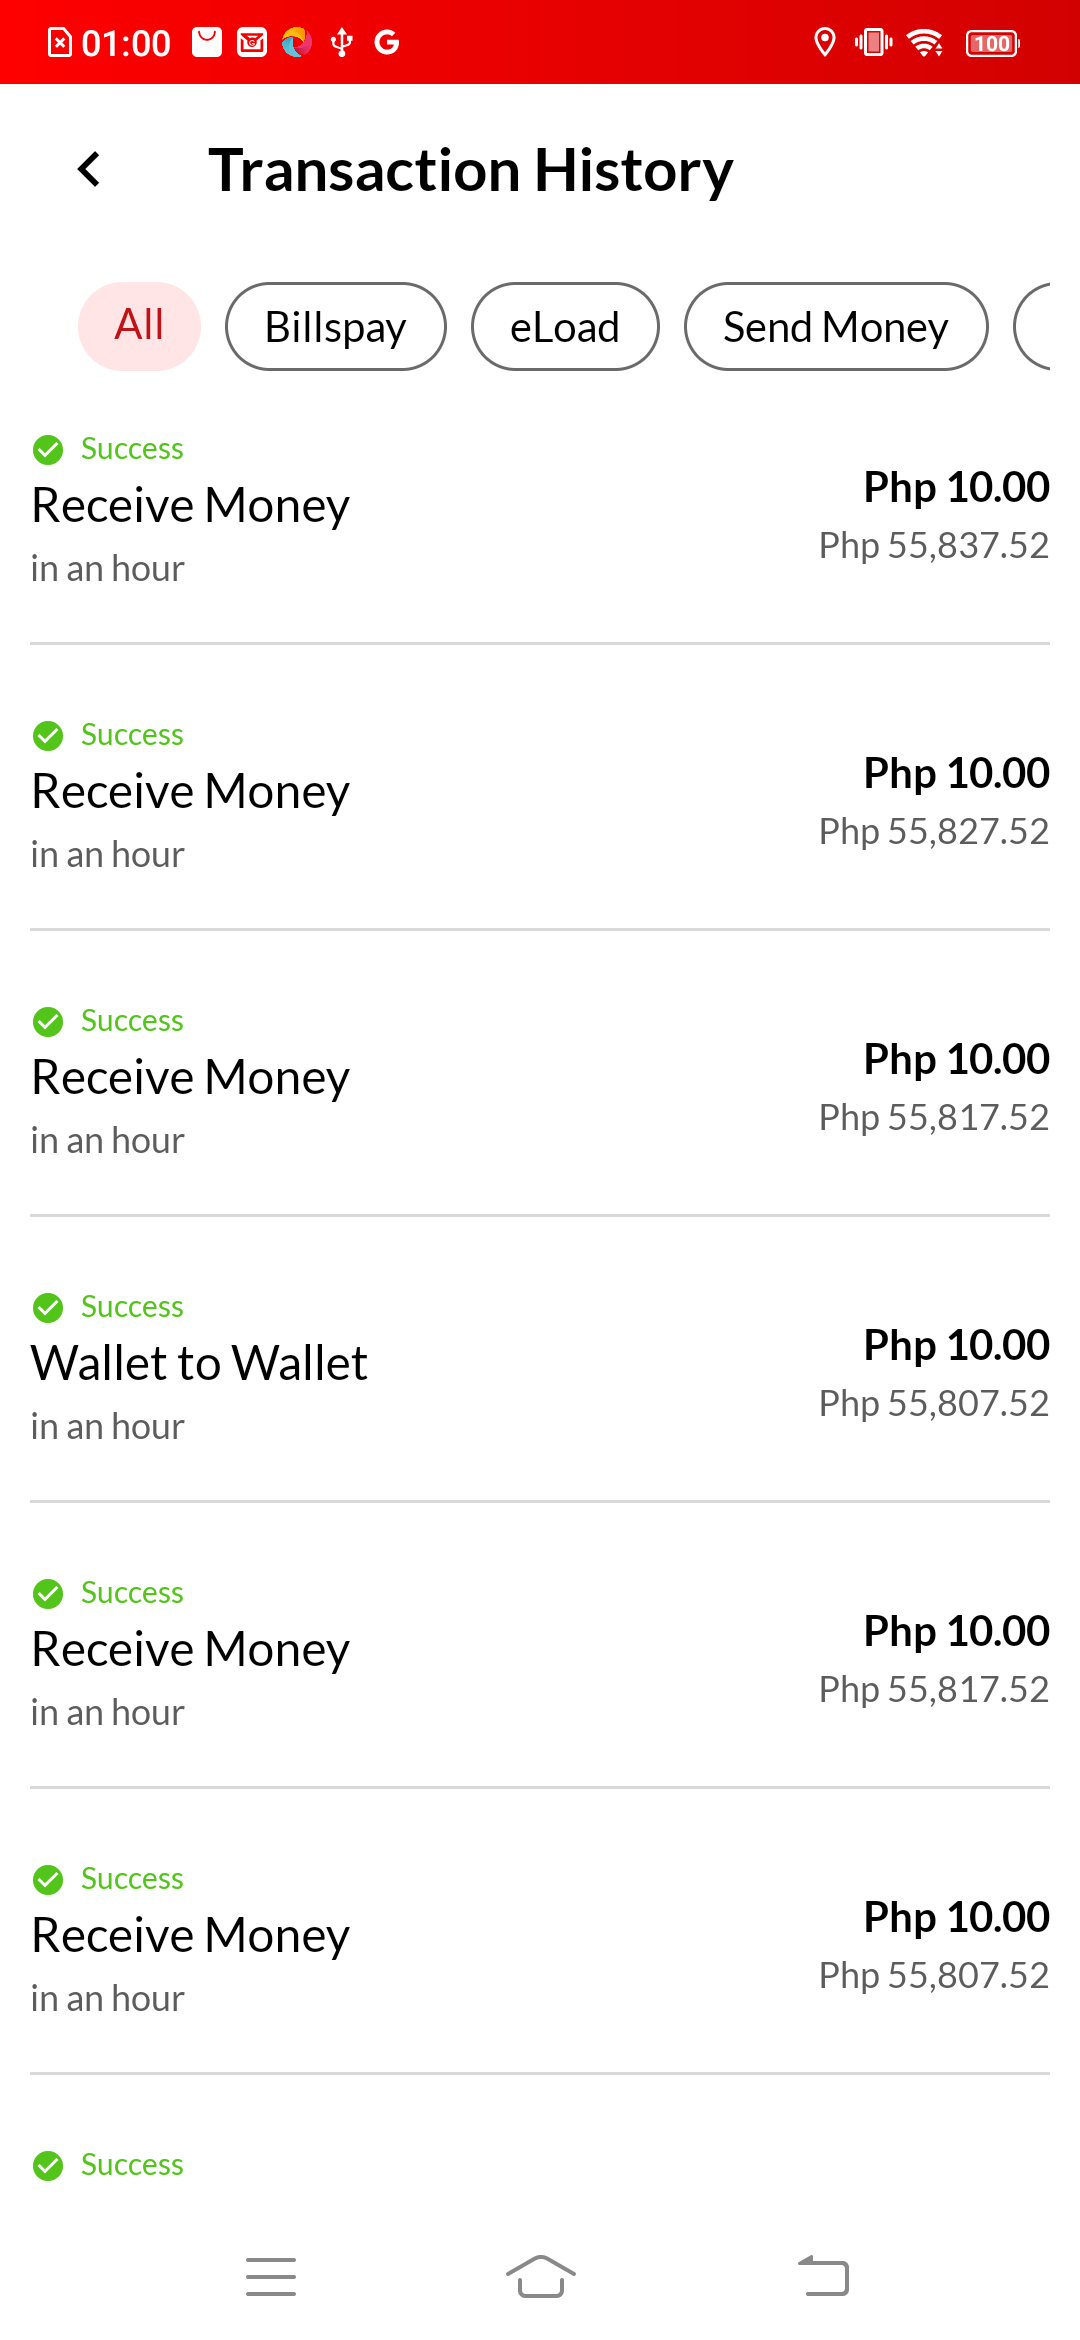 01:00
100
Transaction History
All
Billspay
eLoad
Send Money
Success
Receive Money
Php 10.00
Php 55,837.52
in an hour
Success
Receive Money
Php 10.00
Php 55,827.52
in an hour
Success
Receive Money
Php 10.00
Php 55,817.52
in an hour
Success
Wallet to Wallet
Php 10.00
Php 55,807.52
in an hour
Success
Receive Money
Php 10.00
Php 55,817.52
in an hour
Success
Receive Money
Php 10.00
Php 55,807.52
in an hour
Success